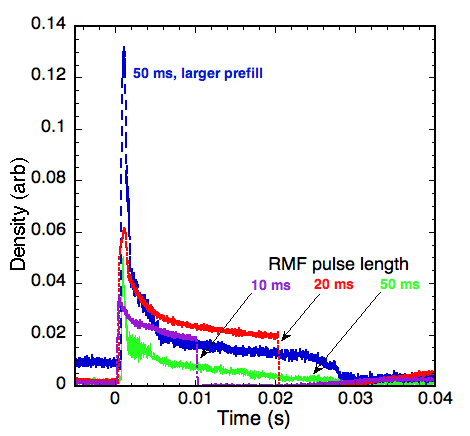 0.14
50 ms, larger prefill
0.12
0.1
0.08
Density (arb)
0.06
RMF pulse length
0.04
10 ms 20 ms 50 ms
0.02
0
0 0.01 0.02 0.03 0.04
Time (s)